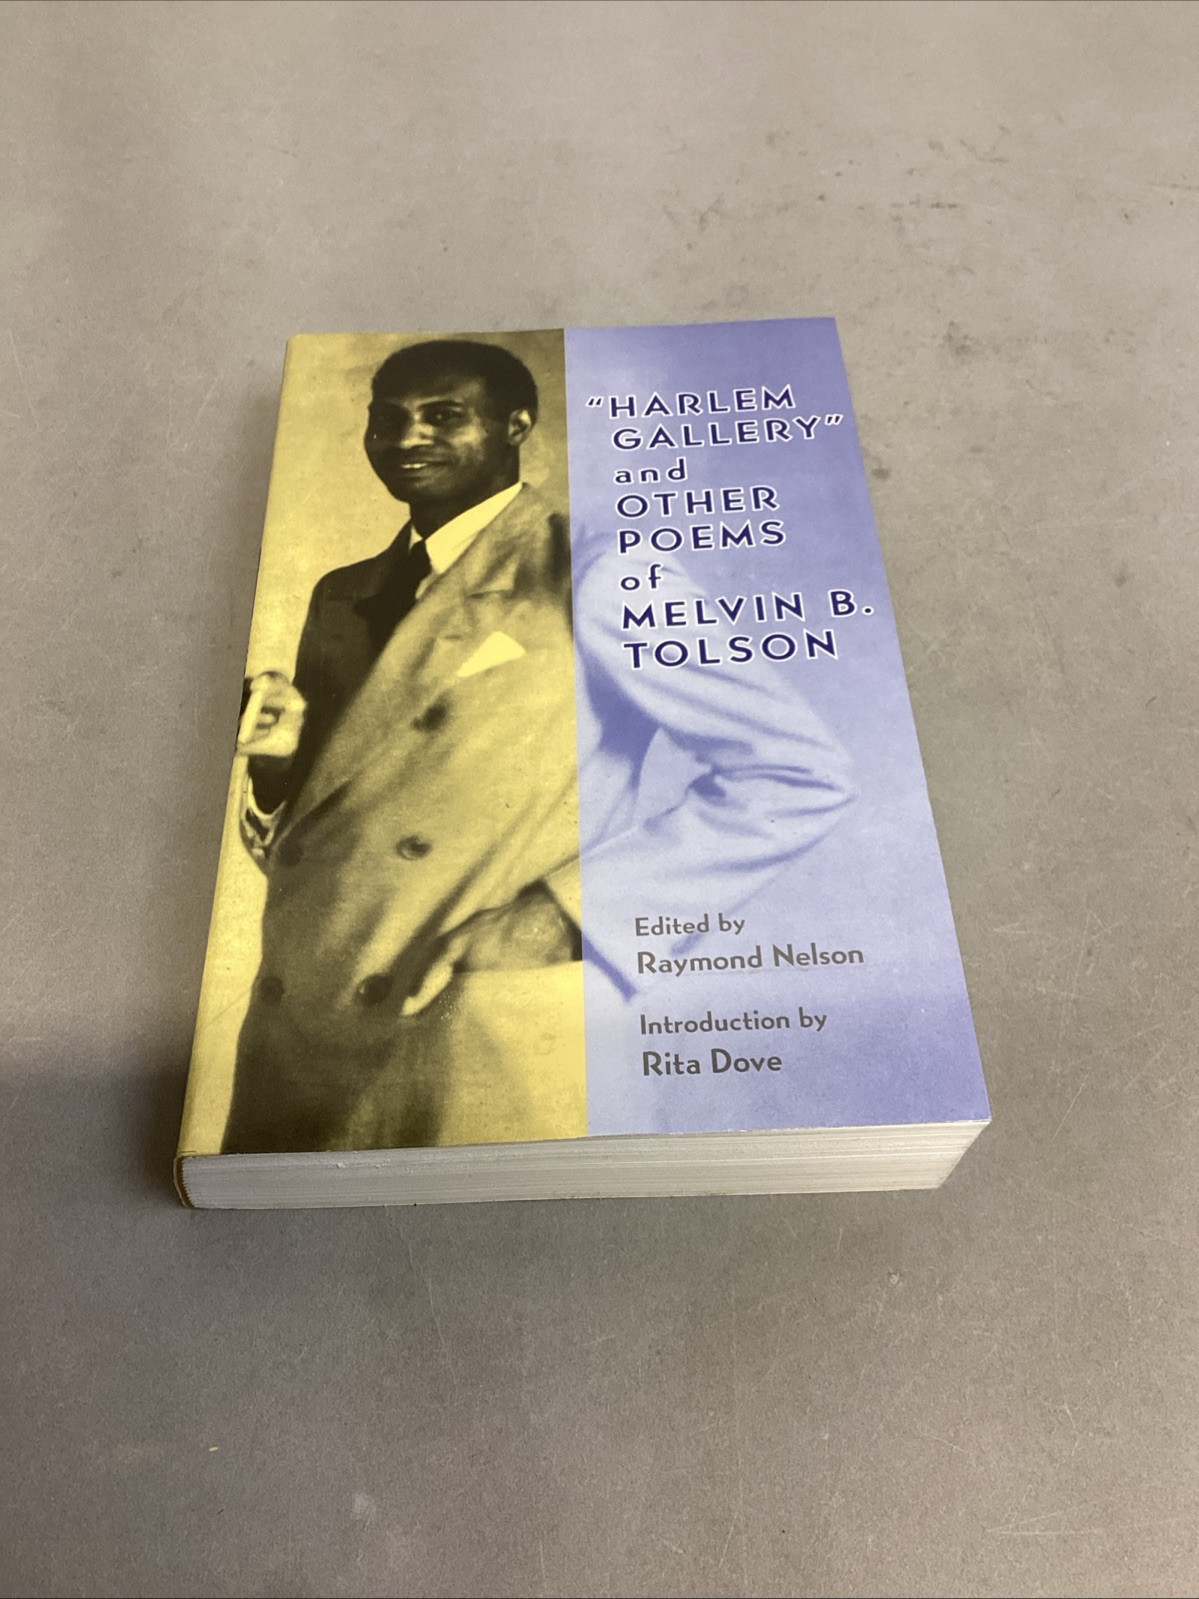 “HARLEM
GALLERY”
and
OTHER
POEMS
of
MELVIN B.
TOLSON
Edited by
Raymond Nelson
Introduction by
Rita Dove